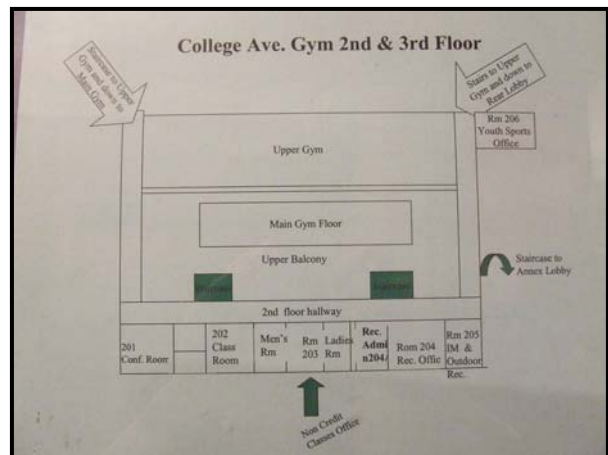 College Ave. Gym 2nd & 3rd Floor
Staircase to Upper
Gym and down to
Main Gym
Stairs to Upper
Gym and down to
Rear Lobby
Rm 206
Youth Sports
Office
Upper Gym
Main Gym Floor
Upper Balcony
Staircase to
Annex Lobby
2nd floor hallway
201
Conf. Room
202
Class
Room
Men's
Rm
Rm
203
Ladies
Rm
Rec.
Admi
n204/
Rom 204
Rec. Offic
Rm 205
IM &
Outdoor
Rec.
Non Credit
Classes Office